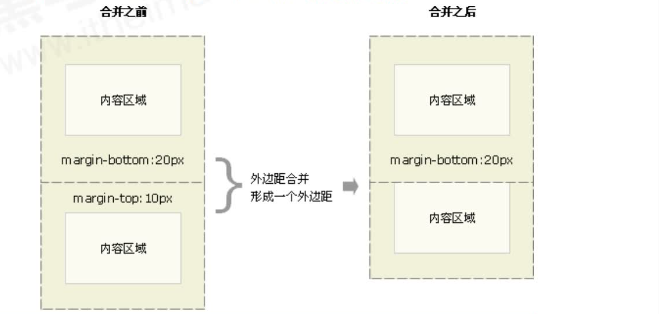 合并之前
合并之后
内容区域
内容区域
margin-bottom:20px
margin-bottom:20px
外边距合并
形成一个外边距
margin-top:10px
内容区域
内容区域